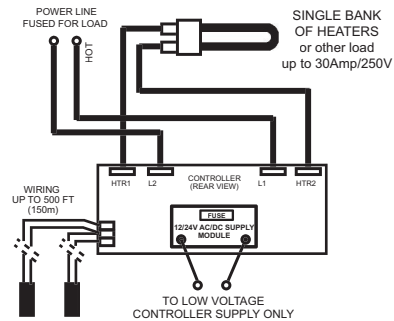 POWER LINE
FUSED FOR LOAD
HOT
SINGLE BANK
OF HEATERS
or other load
up to 30Amp/250V
HTR1
L2
CONTROLLER
(REAR VIEW)
L1
HTR2
WIRING
UP TO 500 FT
(150m)
FUSE
12/24V AC/DC SUPPLY
MODULE
TO LOW VOLTAGE
CONTROLLER SUPPLY ONLY